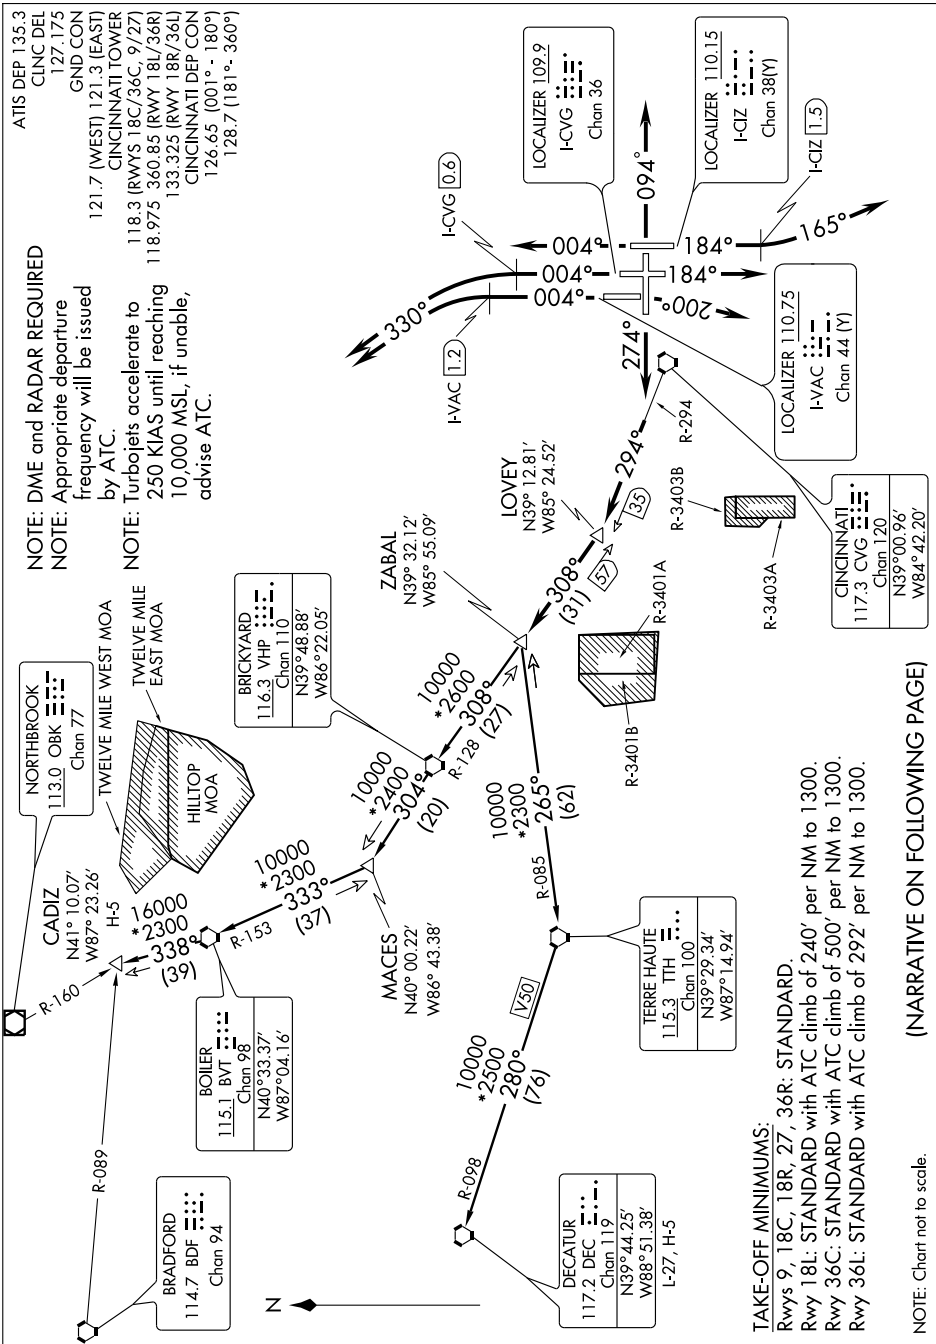 ATIS DEP 135.3
CLNC DEL
127.175
GND CON
121.7 (WEST) 121.3 (EAST)
CINCINNATI TOWER
118.3 (RWYS 18C/36C, 9/27)
118.975 360.85 (RWY 18L/36R)
133.325 (RWY 18R/36L)
CINCINNATI DEP CON
126.65 (001° - 180°)
128.7 (181°- 360°)
NOTE: DME and RADAR REQUIRED
NOTE: Appropriate departure
frequency will be issued
by ATC.
NOTE: Turbojets accelerate to
250 KIAS until reaching
10,000 MSL, if unable,
advise ATC.
NORTHBROOK
113.0 OBK
Chan 77
TWELVE MILE WEST MOA
TWELVE MILE
EAST MOA
HILLTOP
MOA
CADIZ
N41° 10.07'
W87° 23.26'
H-5
R-160
R-089
BRADFORD
114.7 BDF
Chan 94
16000
*2300
338°
(39)
BOILER
115.1 BVT
Chan 98
N40°33.37'
W87°04.16'
R-153
10000
*2300
333°
(37)
MACES
N40° 00.22'
W86° 43.38'
10000
*2400
304°
(20)
BRICKYARD
116.3 VHP
Chan 110
N39°48.88'
W86°22.05'
R-128
10000
*2600
308°
(27)
ZABAL
N39° 32.12'
W85° 55.09'
308°
(31)
57
LOVEY
N39° 12.81'
W85° 24.52'
35
294°
R-294
10000
*2300
265°
(62)
R-085
TERRE HAUTE
115.3 TTH
Chan 100
N39°29.34'
W87°14.94'
V50
10000
*2500
280°
(76)
R-098
DECATUR
117.2 DEC
Chan 119
N39°44.25'
W88°51.38'
L-27, H-5
N
R-3401A
R-3401B
R-3403B
R-3403A
CINCINNATI
117.3 CVG
Chan 120
N39°00.96'
W84°42.20'
I-CVG 0.6
I-VAC 1.2
330°
004°
004°
004°
094°
274°
184°
184°
200°
165°
I-CIZ 1.5
LOCALIZER 109.9
I-CVG
Chan 36
LOCALIZER 110.15
I-CIZ
Chan 38(Y)
LOCALIZER 110.75
I-VAC
Chan 44 (Y)
TAKE-OFF MINIMUMS:
Rwys 9, 18C, 18R, 27, 36R: STANDARD.
Rwy 18L: STANDARD with ATC climb of 240' per NM to 1300.
Rwy 36C: STANDARD with ATC climb of 500' per NM to 1300.
Rwy 36L: STANDARD with ATC climb of 292' per NM to 1300.
(NARRATIVE ON FOLLOWING PAGE)
NOTE: Chart not to scale.